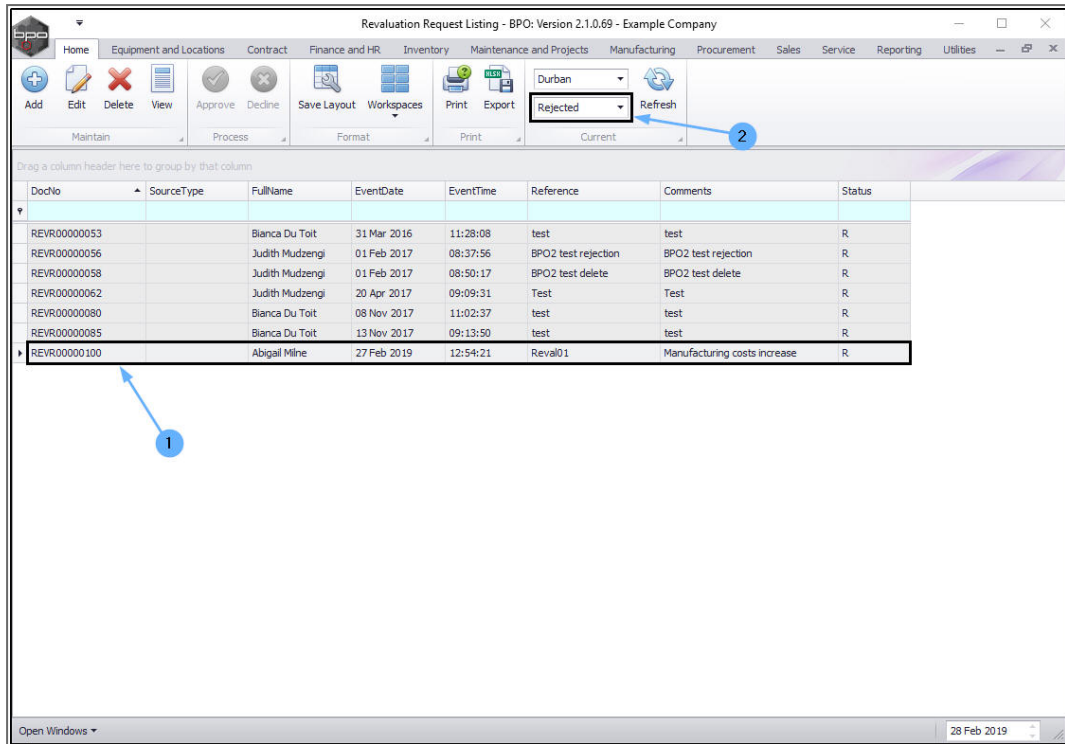 bpo
Revaluation Request Listing - BPO: Version 2.1.0.69 - Example Company
Home Equipment and Locations Contract Finance and HR Inventory Maintenance and Projects Manufacturing Procurement Sales Service Reporting Utilities
Durban
Add Edit Delete View Approve Decline Save Layout Workspaces Print Export Rejected Refresh
Maintain Process Format Print Current
2
Drag a column header here to group by that column
DocNo SourceType FullName EventDate EventTime Reference Comments Status
REVR00000053 Bianca Du Toit 31 Mar 2016 11:28:08 test test R
REVR00000056 Judith Mudzengi 01 Feb 2017 08:37:56 BPO2 test rejection BPO2 test rejection R
REVR00000058 Judith Mudzengi 01 Feb 2017 08:50:17 BPO2 test delete BPO2 test delete R
REVR00000062 Judith Mudzengi 20 Apr 2017 09:09:31 Test Test R
REVR00000080 Bianca Du Toit 08 Nov 2017 11:02:37 test test R
REVR00000085 Bianca Du Toit 13 Nov 2017 09:13:50 test test R
REVR00000100 Abigail Milne 27 Feb 2019 12:54:21 Reval01 Manufacturing costs increase R
1
Open Windows 28 Feb 2019